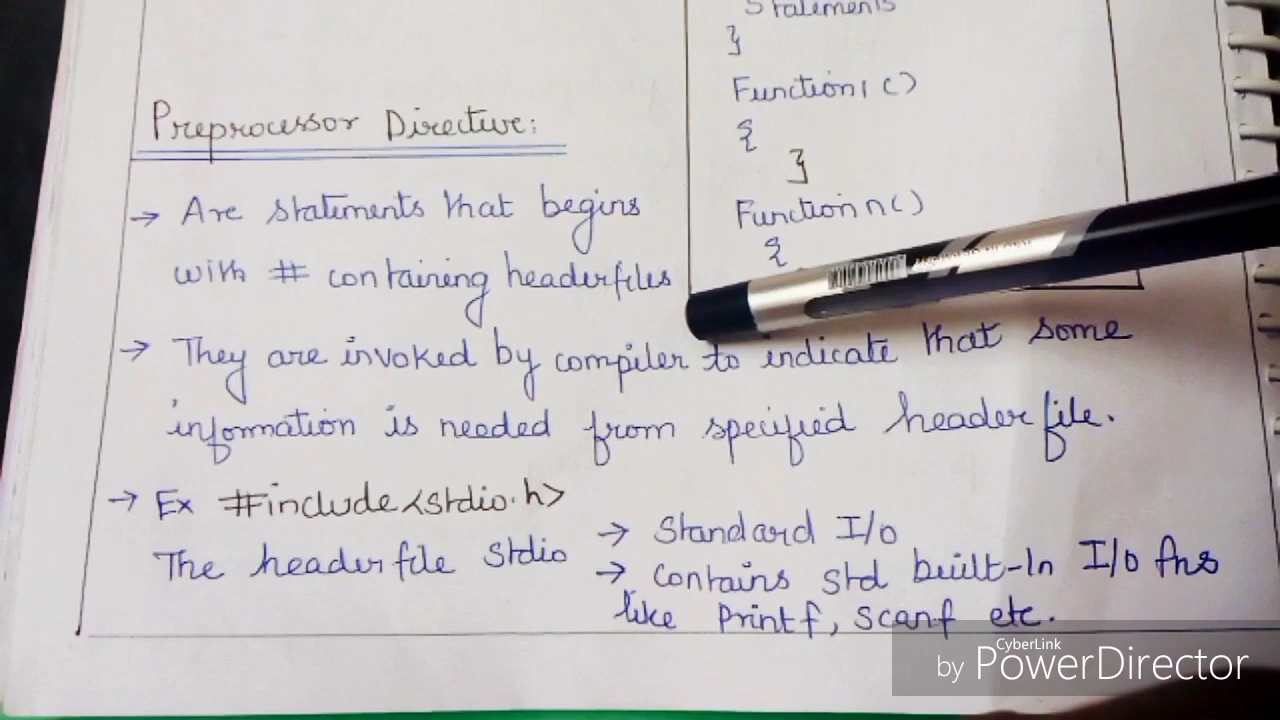 Statements
}
Function1()
{
}
Functionn()
{
Preprocessor Directive:
→ Are statements that begins
with # containing headerfiles
→ They are invoked by compiler to indicate that some
information is needed from specified header file.
→ Ex #include<stdio.h>
The headerfile stdio → Standard I/o
→ contains std built-In I/o fns
like Printf, scanf etc.
CyberLink
by PowerDirector